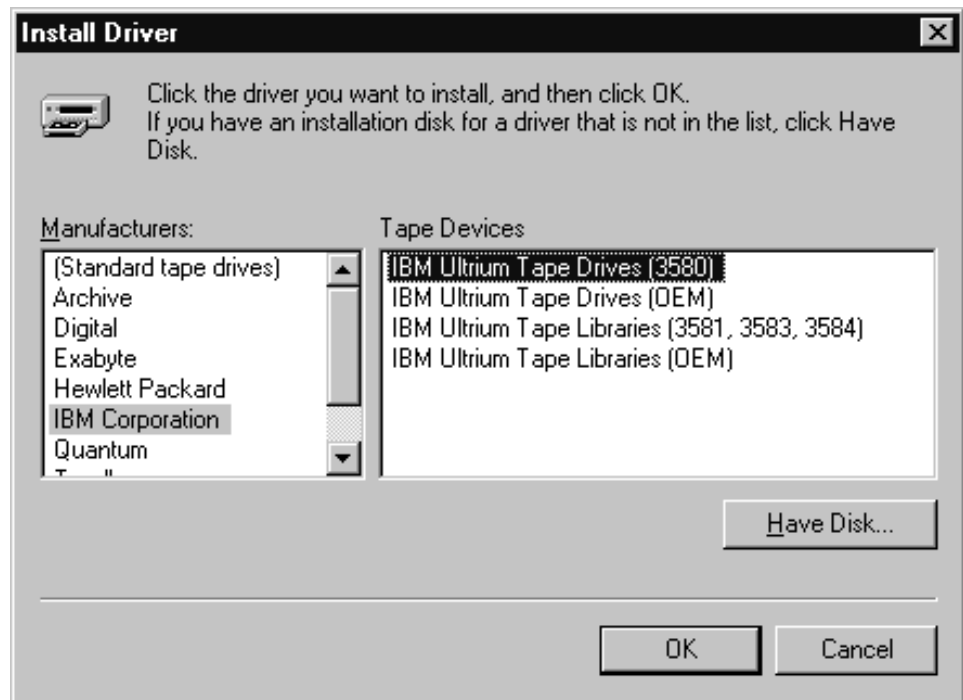 Install Driver
Click the driver you want to install, and then click OK.
If you have an installation disk for a driver that is not in the list, click Have
Disk.
Manufacturers:
(Standard tape drives)
Archive
Digital
Exabyte
Hewlett Packard
IBM Corporation
Quantum
Tape Devices
IBM Ultrium Tape Drives (3580)
IBM Ultrium Tape Drives (OEM)
IBM Ultrium Tape Libraries (3581, 3583, 3584)
IBM Ultrium Tape Libraries (OEM)
Have Disk...
OK
Cancel